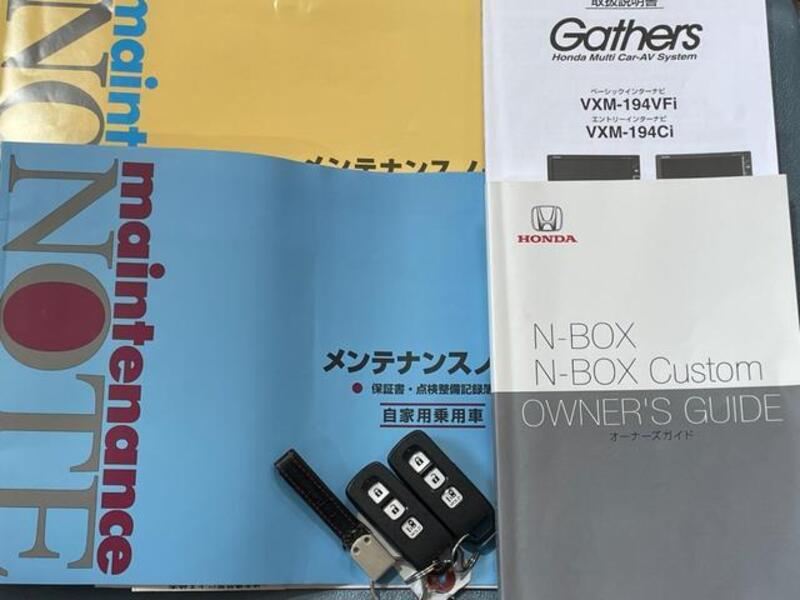 maint
NO
メンテナンスノ
取扱説明書
Gathers
Honda Multi Car-AV System
ベーシックインターナビ
VXM-194VFi
エントリーインターナビ
VXM-194Ci
maintenance
NOTE
メンテナンスノ
保証書・点検整備記録簿
自家用乗用車
HONDA
N-BOX
N-BOX Custom
OWNER'S GUIDE
オーナーズガイド